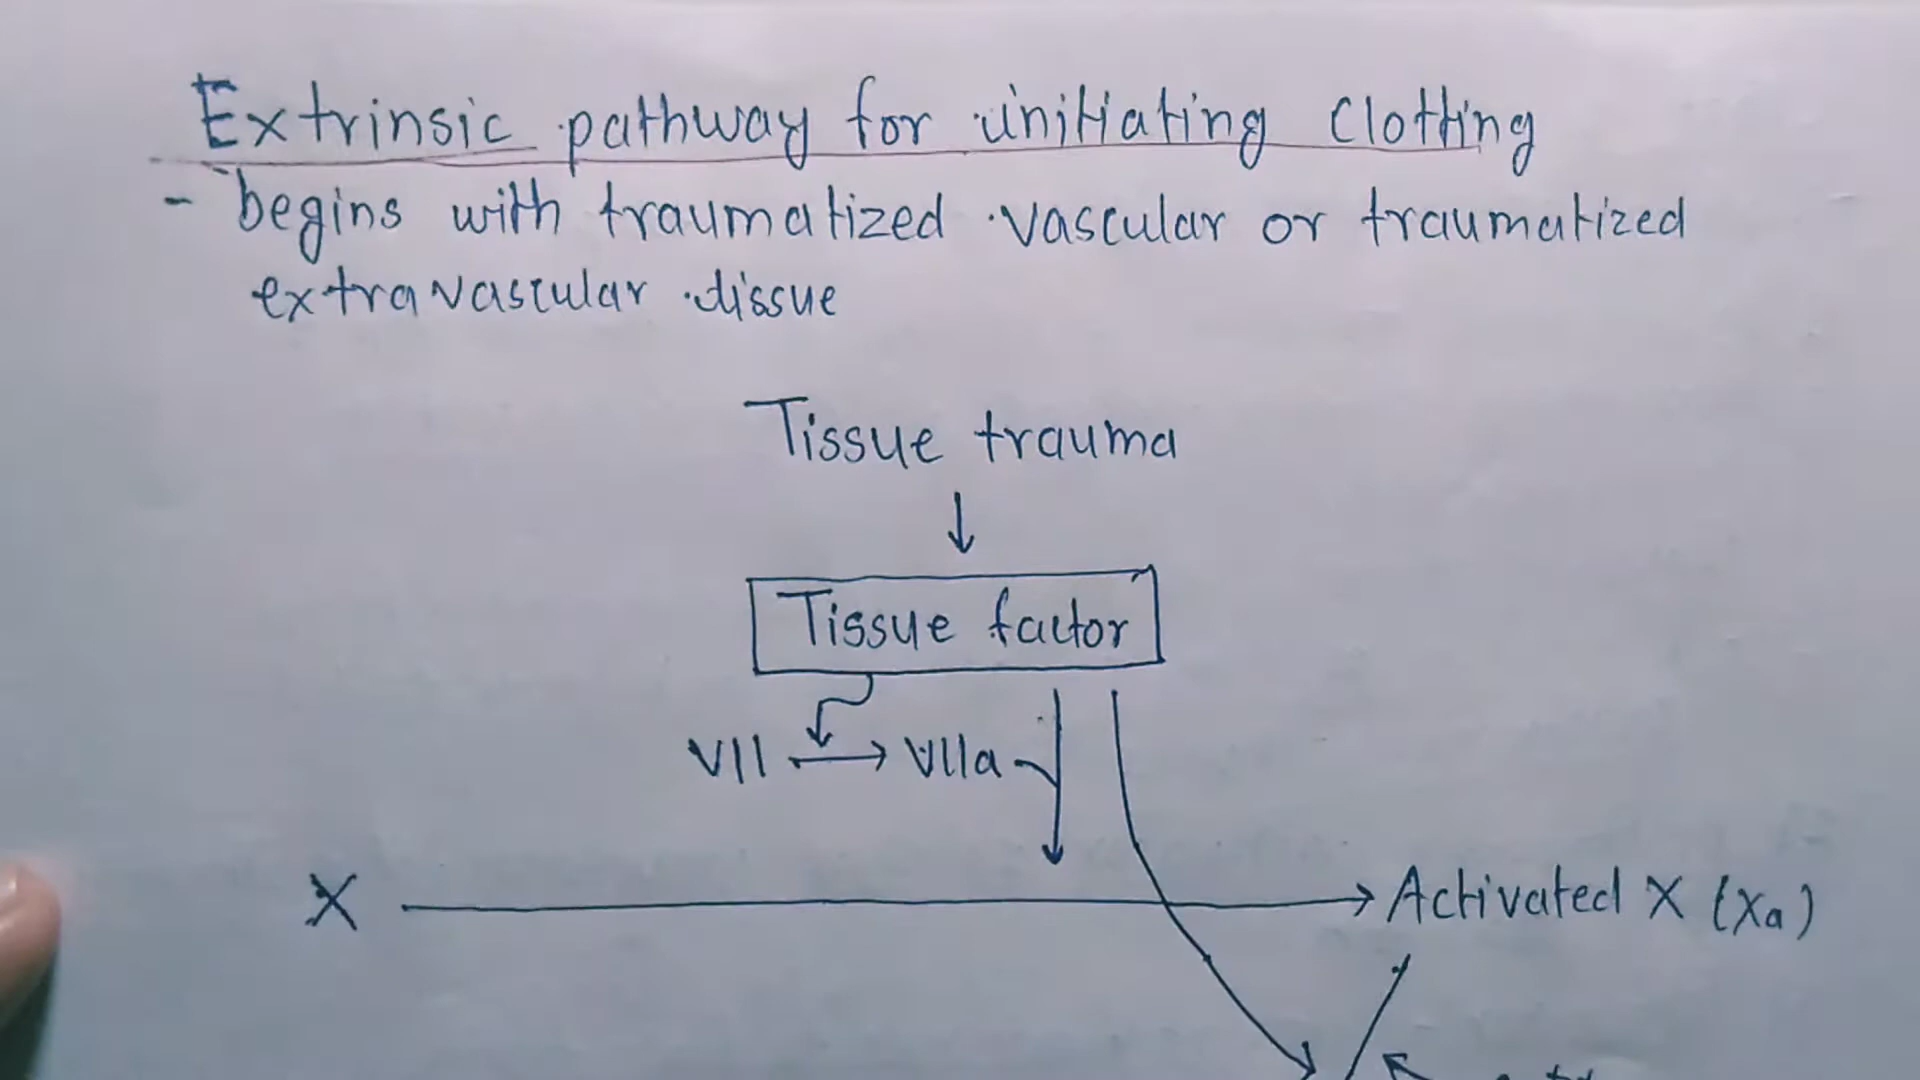 Extrinsic pathway for initiating clotting
- begins with traumatized vascular or traumatized
extravascular tissue
Tissue trauma
Tissue factor
VII → VIIa
X → Activated X (Xa)